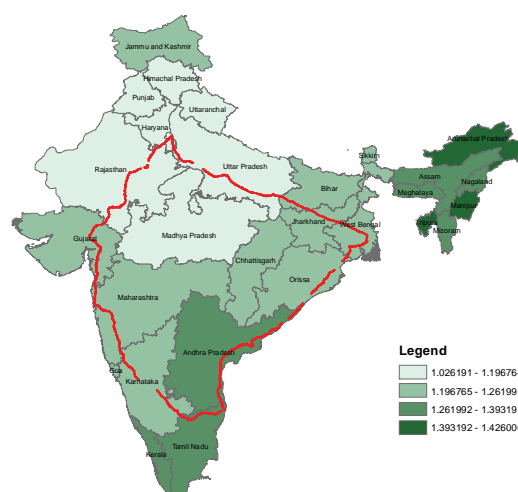 Jammu and Kashmir
Himachal Pradesh
Punjab
Uttaranchal
Haryana
Rajasthan
Uttar Pradesh
Sikkim
Arunachal Pradesh
Assam
Nagaland
Meghalaya
Manipur
Tripura
Mizoram
Bihar
Jharkhand
West Bengal
Gujarat
Madhya Pradesh
Chhattisgarh
Orissa
Maharashtra
Andhra Pradesh
Goa
Karnataka
Tamil Nadu
Kerala
Legend
1.026191 - 1.19676
1.196765 - 1.26199
1.261992 - 1.39319
1.393192 - 1.42600